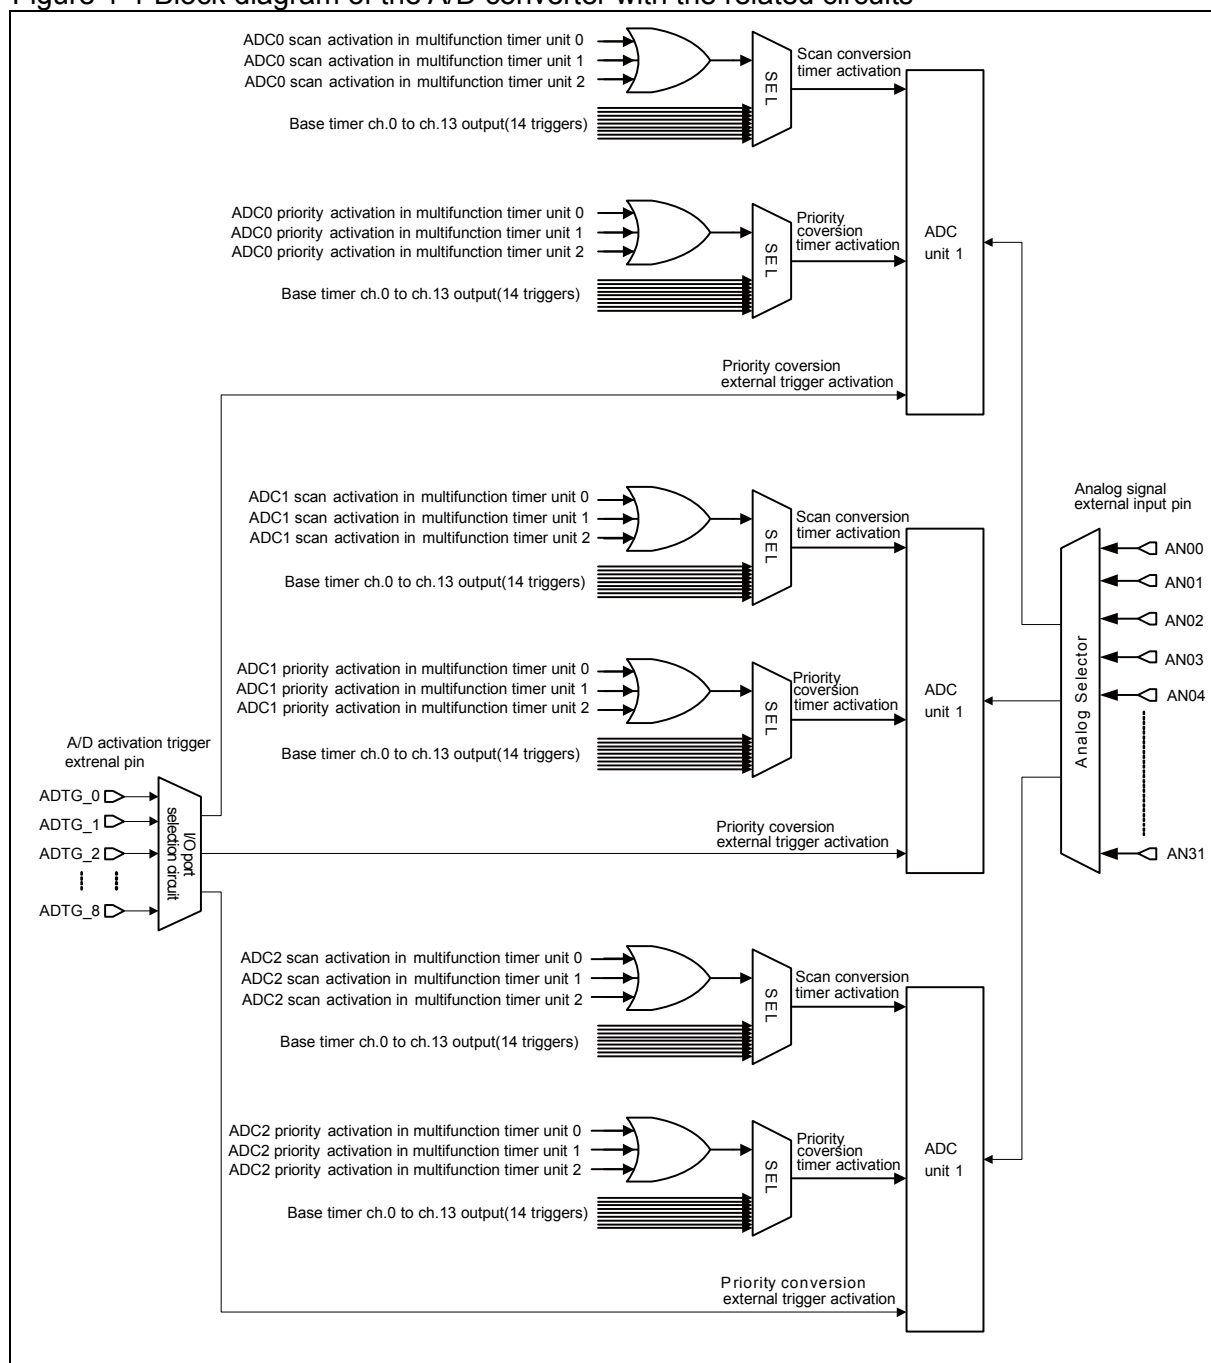 Figure 1-1 Block diagram of the A/D converter with the related circuits
ADC0 scan activation in multifunction timer unit 0
ADC0 scan activation in multifunction timer unit 1
ADC0 scan activation in multifunction timer unit 2
Base timer ch.0 to ch.13 output(14 triggers)
SEL
Scan conversion
timer activation
ADC0 priority activation in multifunction timer unit 0
ADC0 priority activation in multifunction timer unit 1
ADC0 priority activation in multifunction timer unit 2
Base timer ch.0 to ch.13 output(14 triggers)
SEL
Priority
coversion
timer activation
ADC
unit 1
Priority coversion
external trigger activation
ADC1 scan activation in multifunction timer unit 0
ADC1 scan activation in multifunction timer unit 1
ADC1 scan activation in multifunction timer unit 2
Base timer ch.0 to ch.13 output(14 triggers)
SEL
Scan conversion
timer activation
ADC1 priority activation in multifunction timer unit 0
ADC1 priority activation in multifunction timer unit 1
ADC1 priority activation in multifunction timer unit 2
Base timer ch.0 to ch.13 output(14 triggers)
SEL
Priority
coversion
timer activation
ADC
unit 1
Priority coversion
external trigger activation
Analog signal
external input pin
Analog Selector
AN00
AN01
AN02
AN03
AN04
AN31
A/D activation trigger
extrenal pin
ADTG_0
ADTG_1
ADTG_2
ADTG_8
I/O port
selection circuit
ADC2 scan activation in multifunction timer unit 0
ADC2 scan activation in multifunction timer unit 1
ADC2 scan activation in multifunction timer unit 2
Base timer ch.0 to ch.13 output(14 triggers)
SEL
Scan conversion
timer activation
ADC2 priority activation in multifunction timer unit 0
ADC2 priority activation in multifunction timer unit 1
ADC2 priority activation in multifunction timer unit 2
Base timer ch.0 to ch.13 output(14 triggers)
SEL
Priority
coversion
timer activation
ADC
unit 1
Priority conversion
external trigger activation